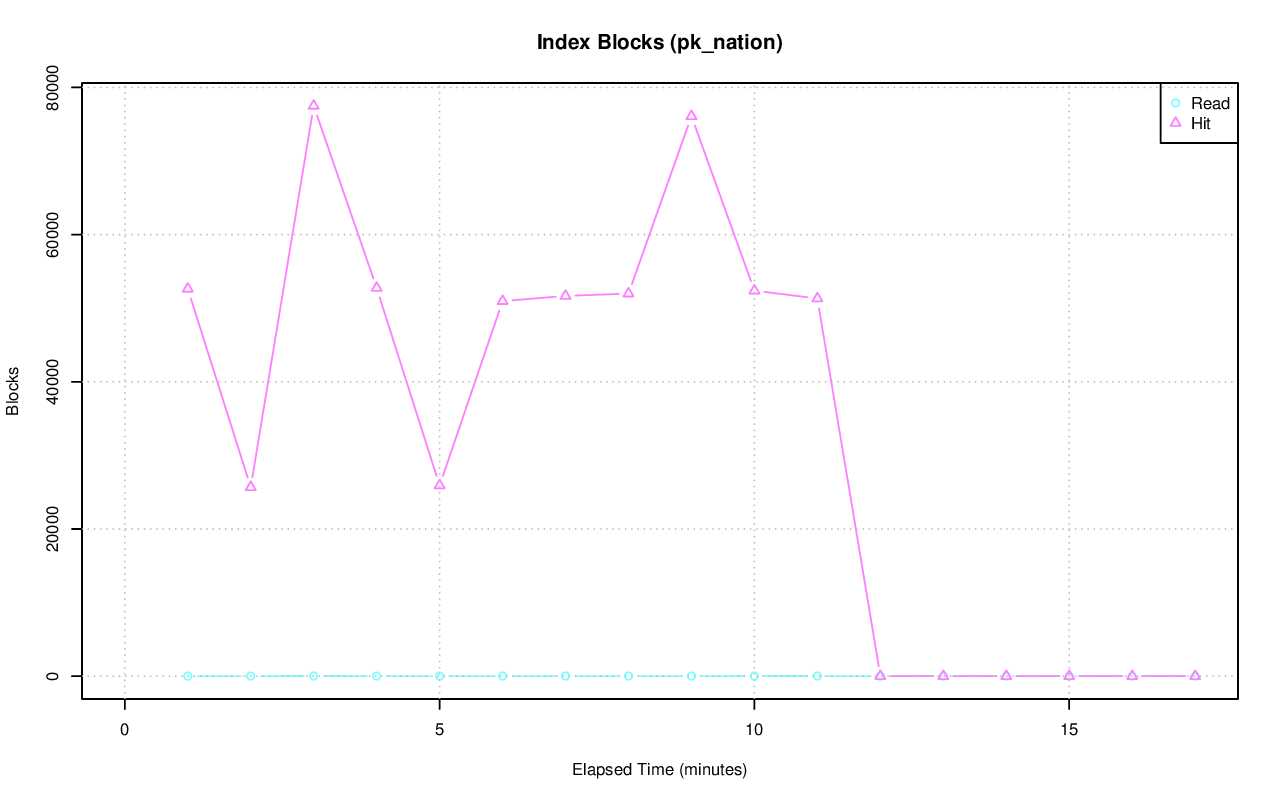 Index Blocks (pk_nation)
Read
Hit
Blocks
80000
60000
40000
20000
0
0 5 10 15
Elapsed Time (minutes)